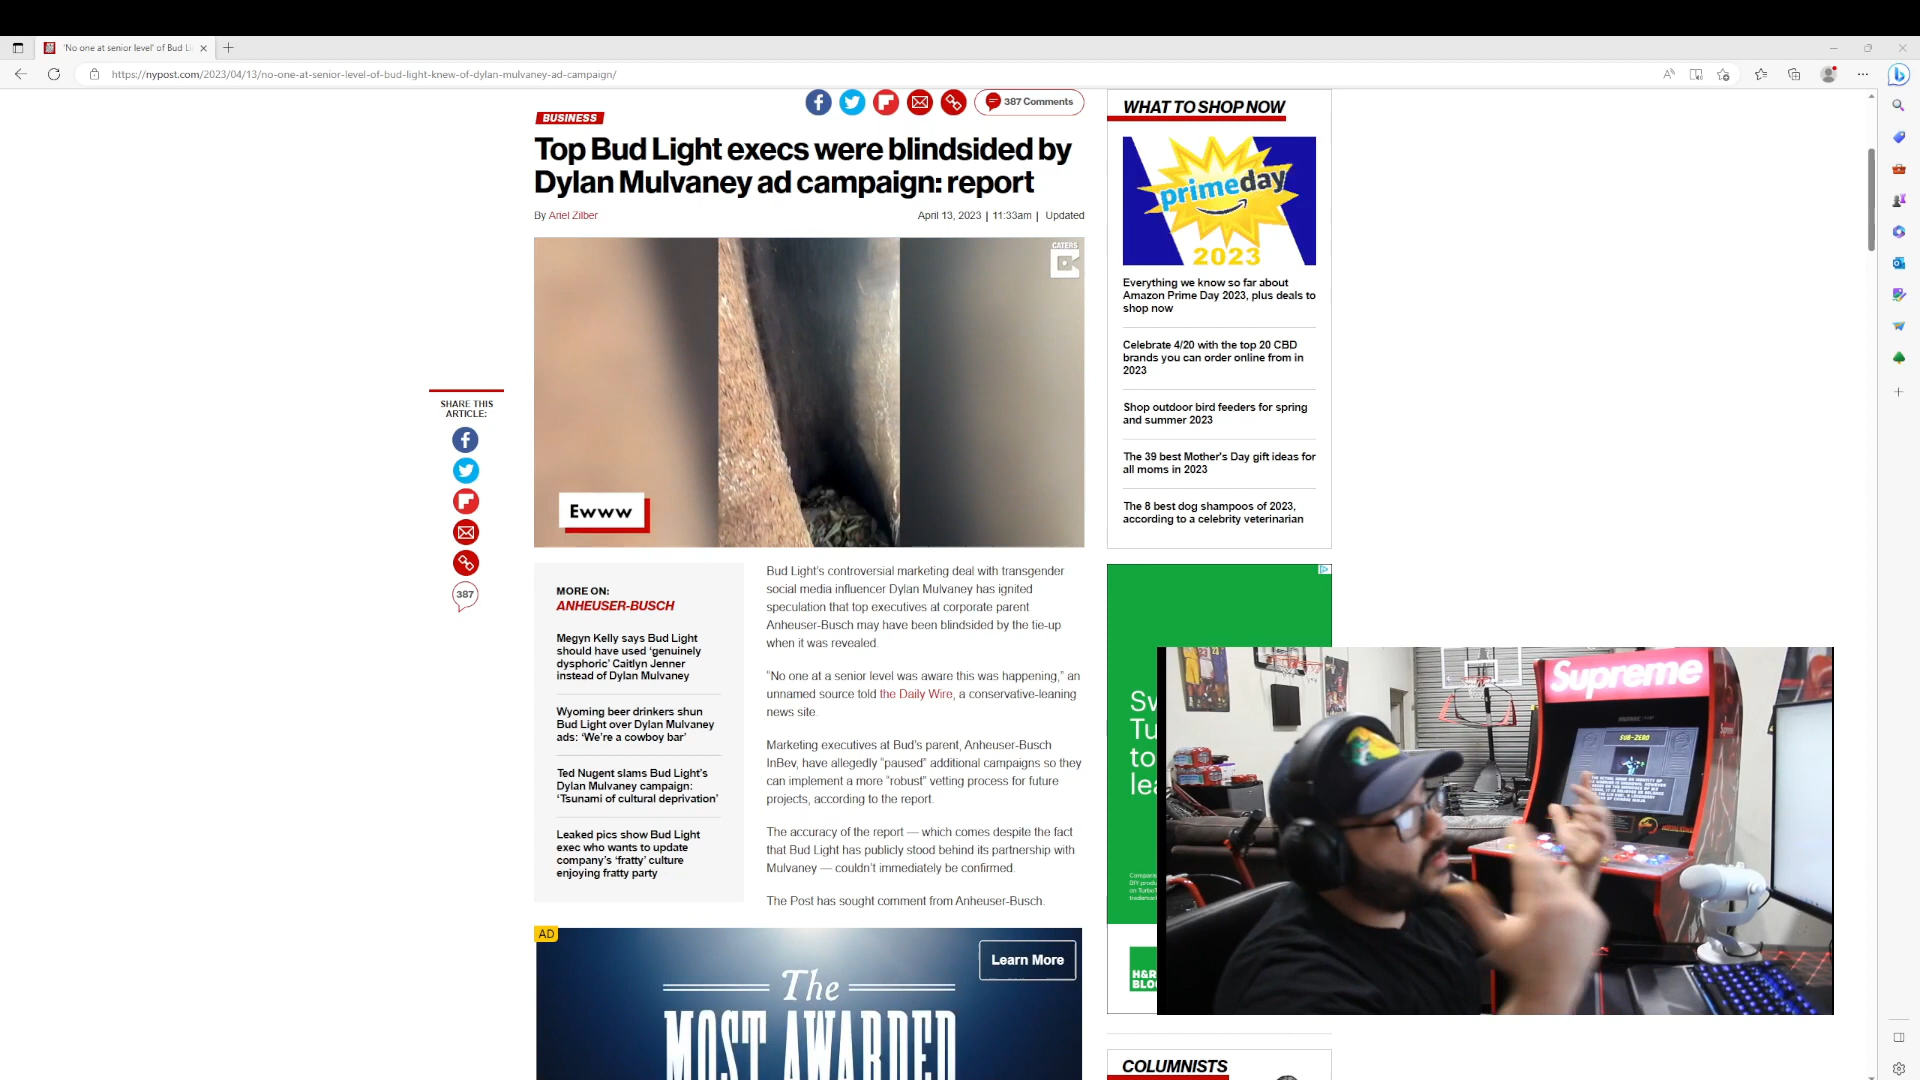 'No one at senior level' of Bud Li
https://nypost.com/2023/04/13/no-one-at-senior-level-of-bud-light-knew-of-dylan-mulvaney-ad-campaign/
387 Comments
BUSINESS
Top Bud Light execs were blindsided by
Dylan Mulvaney ad campaign: report
By Ariel Zilber
April 13, 2023 | 11:33am | Updated
CATERS
Ewww
SHARE THIS
ARTICLE:
387
MORE ON:
ANHEUSER-BUSCH
Megyn Kelly says Bud Light
should have used 'genuinely
dysphoric' Caitlyn Jenner
instead of Dylan Mulvaney
Wyoming beer drinkers shun
Bud Light over Dylan Mulvaney
ads: 'We're a cowboy bar'
Ted Nugent slams Bud Light's
Dylan Mulvaney campaign:
'Tsunami of cultural deprivation'
Leaked pics show Bud Light
exec who wants to update
company's 'fratty' culture
enjoying fratty party
Bud Light's controversial marketing deal with transgender
social media influencer Dylan Mulvaney has ignited
speculation that top executives at corporate parent
Anheuser-Busch may have been blindsided by the tie-up
when it was revealed.
"No one at a senior level was aware this was happening," an
unnamed source told the Daily Wire, a conservative-leaning
news site.
Marketing executives at Bud's parent, Anheuser-Busch
InBev, have allegedly "paused" additional campaigns so they
can implement a more "robust" vetting process for future
projects, according to the report.
The accuracy of the report — which comes despite the fact
that Bud Light has publicly stood behind its partnership with
Mulvaney — couldn't immediately be confirmed.
The Post has sought comment from Anheuser-Busch.
AD
Learn More
The
MOST AWARDED
WHAT TO SHOP NOW
primeday
2023
Everything we know so far about
Amazon Prime Day 2023, plus deals to
shop now
Celebrate 4/20 with the top 20 CBD
brands you can order online from in
2023
Shop outdoor bird feeders for spring
and summer 2023
The 39 best Mother's Day gift ideas for
all moms in 2023
The 8 best dog shampoos of 2023,
according to a celebrity veterinarian
Sw
Tu
to
lea
H&R
BLO
Supreme
SUB-ZERO
COLUMNISTS